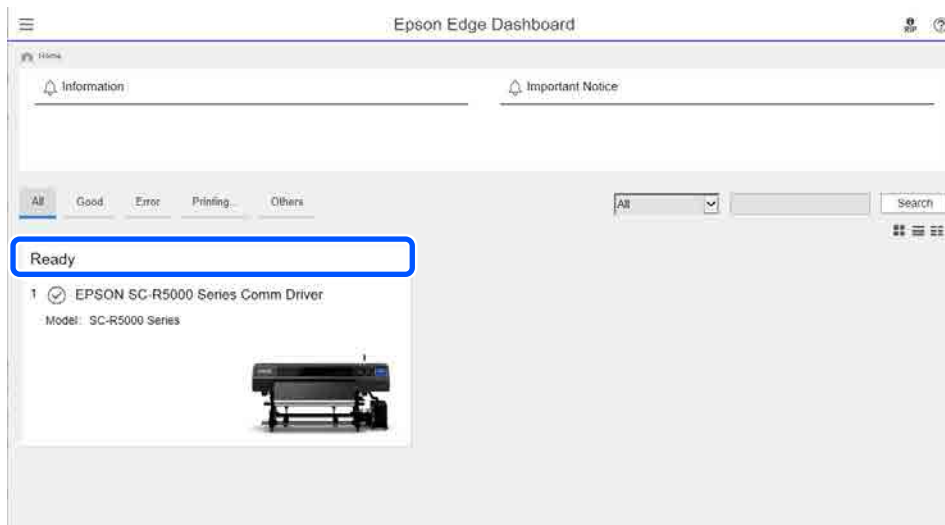 Epson Edge Dashboard
Home
Information
Important Notice
All Good Error Printing... Others
All
Search
Ready
1 EPSON SC-R5000 Series Comm Driver
Model: SC-R5000 Series